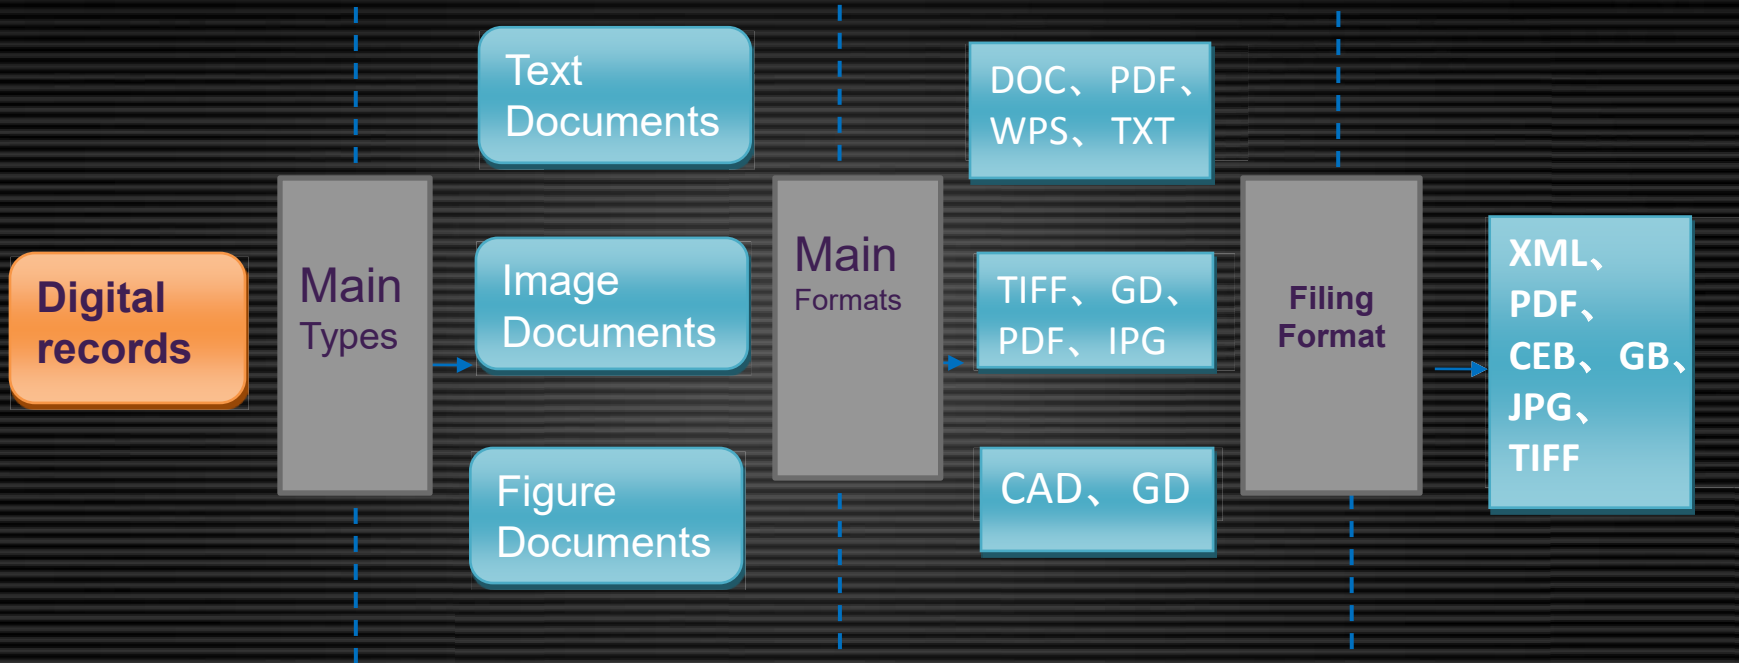 Digital
records
Main
Types
Text
Documents
Image
Documents
Figure
Documents
Main
Formats
DOC、 PDF、
WPS、 TXT
TIFF、 GD、
PDF、 IPG
CAD、 GD
Filing
Format
XML、
PDF、
CEB、 GB、
JPG、
TIFF